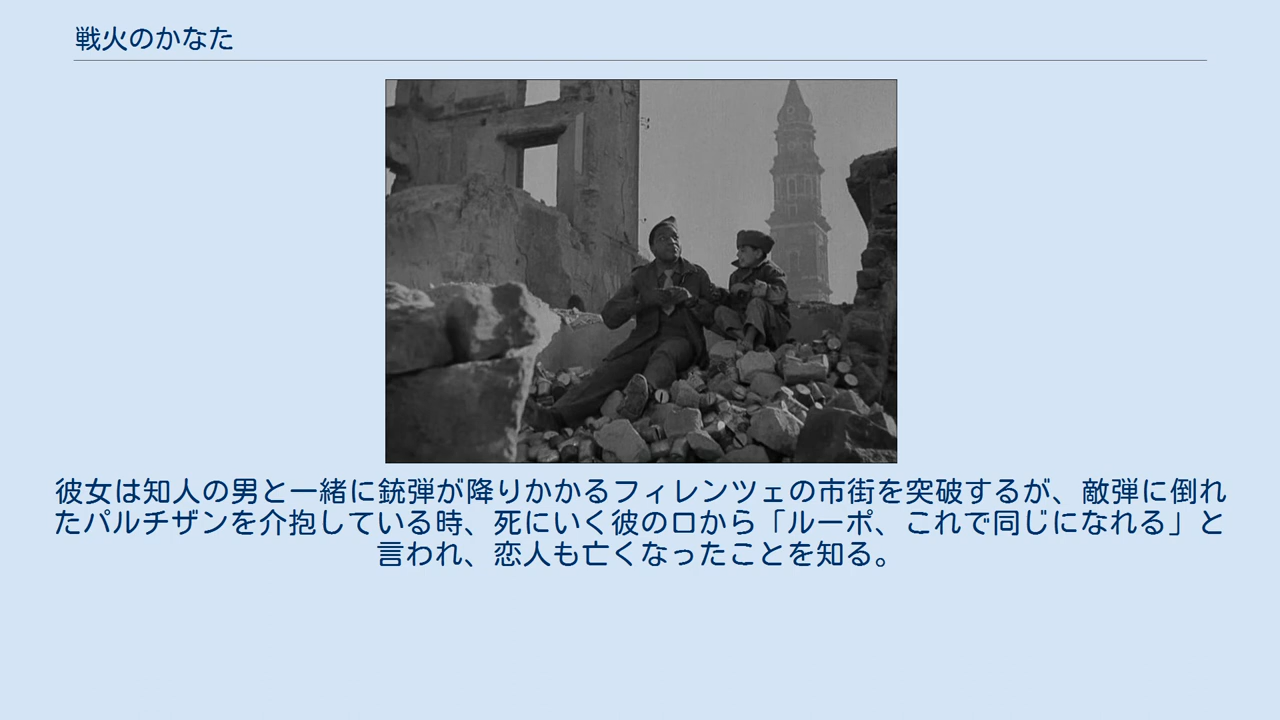 戦火のかなた
彼女は知人の男と一緒に銃弾が降りかかるフィレンツェの市街を突破するが、敵弾に倒れ
たパルチザンを介抱している時、死にいく彼の口から「ルーポ、これで同じになれる」と
言われ、恋人も亡くなったことを知る。